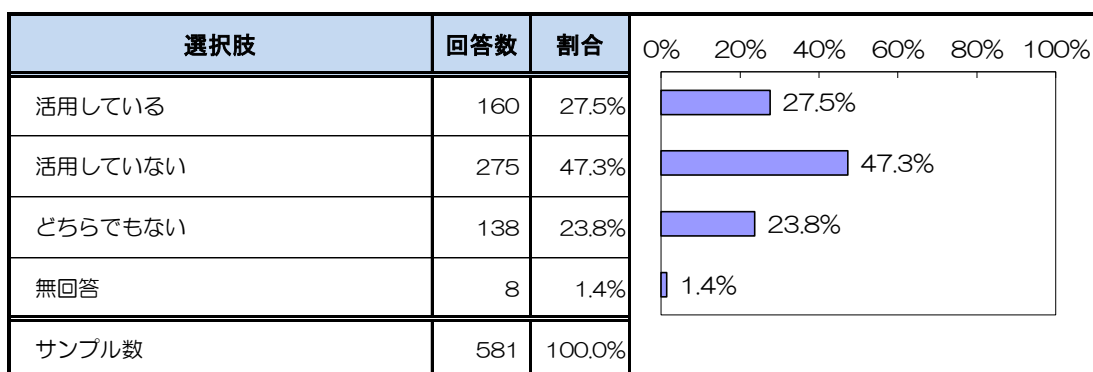 選択肢 回答数 割合
活用している 160 27.5%
活用していない 275 47.3%
どちらでもない 138 23.8%
無回答 8 1.4%
サンプル数 581 100.0%
0% 20% 40% 60% 80% 100%
27.5%
47.3%
23.8%
1.4%